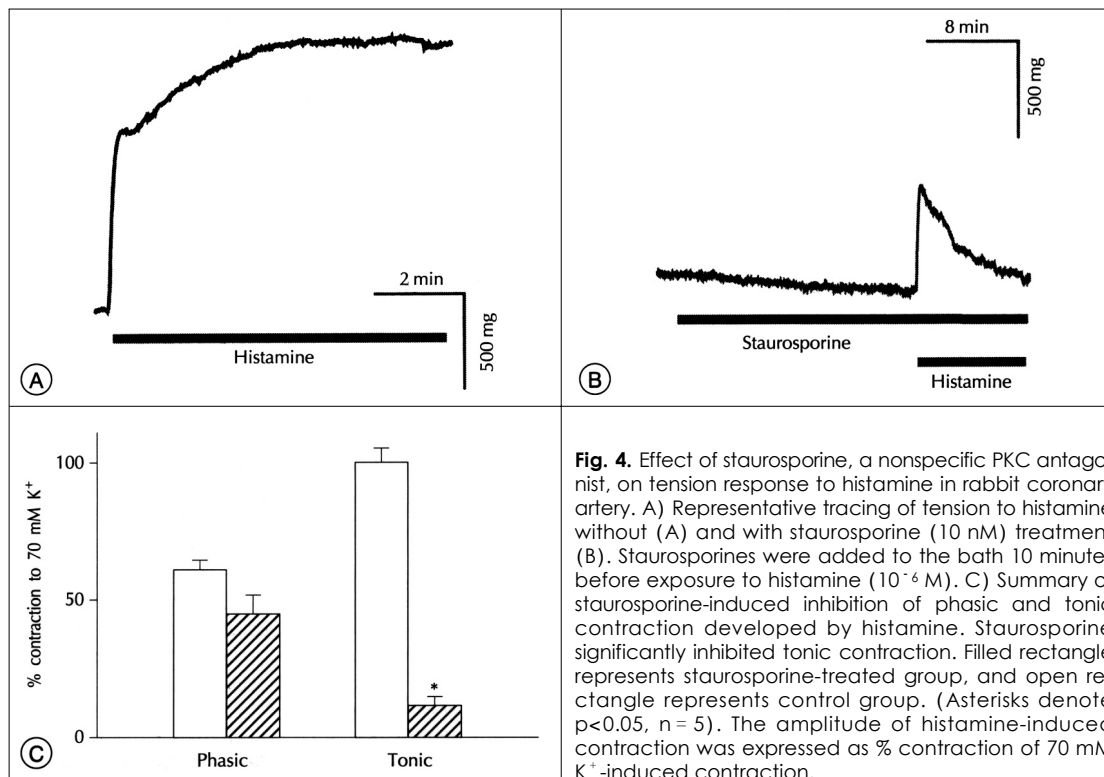 A
2 min
500 mg
Histamine
B
8 min
500 mg
Staurosporine
Histamine
C
% contraction to 70 mM K⁺
100
50
0
*
Phasic
Tonic
Fig. 4. Effect of staurosporine, a nonspecific PKC antago
nist, on tension response to histamine in rabbit coronar
artery. A) Representative tracing of tension to histamine
without (A) and with staurosporine (10 nM) treatmen
(B). Staurosporines were added to the bath 10 minute
before exposure to histamine (10⁻⁶ M). C) Summary o
staurosporine-induced inhibition of phasic and tonic
contraction developed by histamine. Staurosporine
significantly inhibited tonic contraction. Filled rectangle
represents staurosporine-treated group, and open re
ctangle represents control group. (Asterisks denote
p<0.05, n = 5). The amplitude of histamine-induced
contraction was expressed as % contraction of 70 mM
K⁺-induced contraction.